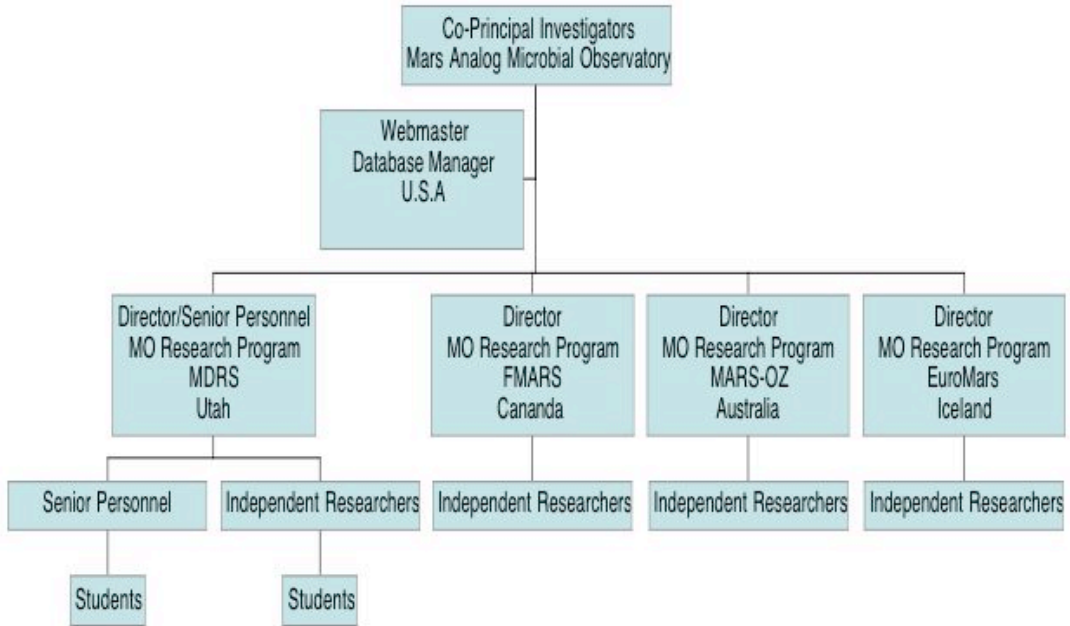 Co-Principal Investigators
Mars Analog Microbial Observatory
Webmaster
Database Manager
U.S.A
Director/Senior Personnel
MO Research Program
MDRS
Utah
Director
MO Research Program
FMARS
Cananda
Director
MO Research Program
MARS-OZ
Australia
Director
MO Research Program
EuroMars
Iceland
Senior Personnel
Independent Researchers
Independent Researchers
Independent Researchers
Independent Researchers
Students
Students